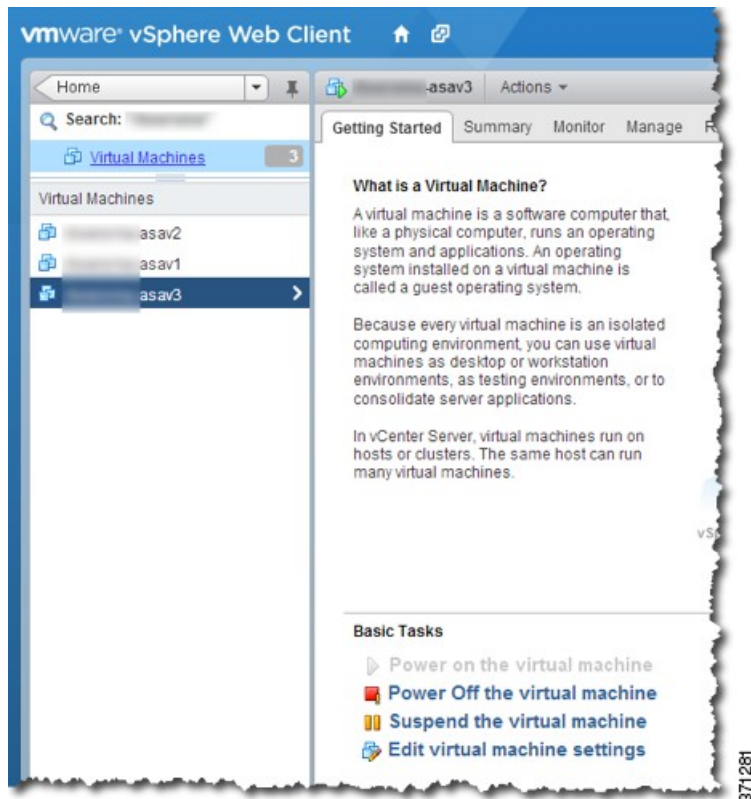 vmware® vSphere Web Client
Home
Search:
Virtual Machines 3
Virtual Machines
asav2
asav1
asav3
-asav3 Actions
Getting Started Summary Monitor Manage R
What is a Virtual Machine?
A virtual machine is a software computer that,
like a physical computer, runs an operating
system and applications. An operating
system installed on a virtual machine is
called a guest operating system.
Because every virtual machine is an isolated
computing environment, you can use virtual
machines as desktop or workstation
environments, as testing environments, or to
consolidate server applications.
In vCenter Server, virtual machines run on
hosts or clusters. The same host can run
many virtual machines.
vSp
Basic Tasks
Power on the virtual machine
Power Off the virtual machine
Suspend the virtual machine
Edit virtual machine settings
371281